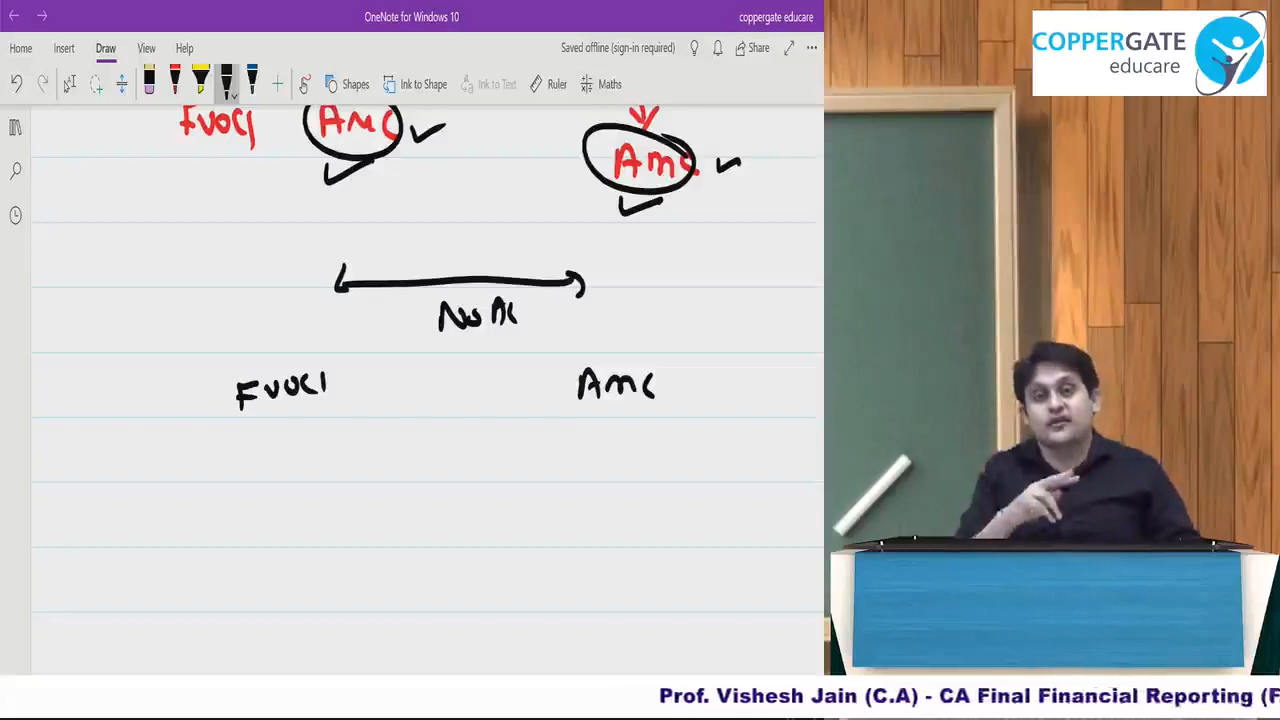 OneNote for Windows 10
coppergate educare
Home Insert Draw View Help
Saved offline (sign-in required)
Share
Shapes
Ink to Shape
Ink to Text
Ruler
Maths
COPPERGATE
educare
FVOCI AMC
AMC
FVOCI AMC
Prof. Vishesh Jain (C.A) - CA Final Financial Reporting (F